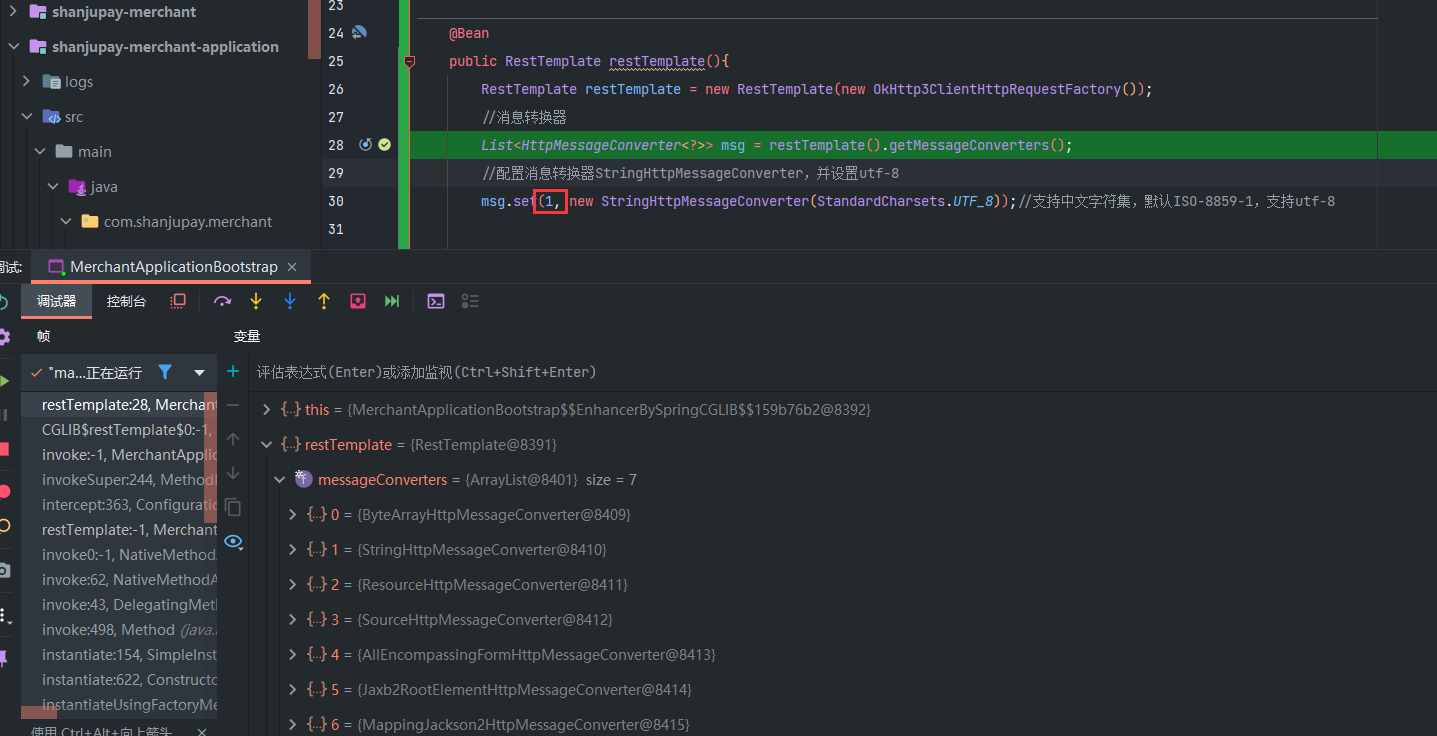 shanjupay-merchant
shanjupay-merchant-application
logs
src
main
java
com.shanjupay.merchant
23
24 @Bean
25 public RestTemplate restTemplate(){
26 RestTemplate restTemplate = new RestTemplate(new OkHttp3ClientHttpRequestFactory());
27 //消息转换器
28 List<HttpMessageConverter<?>> msg = restTemplate().getMessageConverters();
29 //配置消息转换器StringHttpMessageConverter，并设置utf-8
30 msg.set(1, new StringHttpMessageConverter(StandardCharsets.UTF_8));//支持中文字符集，默认ISO-8859-1，支持utf-8
31
调试: MerchantApplicationBootstrap ×
调试器 控制台
帧 变量
"ma...正在运行
评估表达式(Enter)或添加监视(Ctrl+Shift+Enter)
restTemplate:28, Merchant
CGLIB$restTemplate$0:-1,
invoke:-1, MerchantApplic
invokeSuper:244, Method
intercept:363, Configuratio
restTemplate:-1, Merchant
invoke0:-1, NativeMethod
invoke:62, NativeMethodA
invoke:43, DelegatingMet
invoke:498, Method (java.
instantiate:154, SimpleInst
instantiate:622, Constructo
instantiateUsingFactoryMe
使用 Ctrl+Alt+向上箭头 ×
this = {MerchantApplicationBootstrap$$EnhancerBySpringCGLIB$$159b76b2@8392}
restTemplate = {RestTemplate@8391}
messageConverters = {ArrayList@8401} size = 7
0 = {ByteArrayHttpMessageConverter@8409}
1 = {StringHttpMessageConverter@8410}
2 = {ResourceHttpMessageConverter@8411}
3 = {SourceHttpMessageConverter@8412}
4 = {AllEncompassingFormHttpMessageConverter@8413}
5 = {Jaxb2RootElementHttpMessageConverter@8414}
6 = {MappingJackson2HttpMessageConverter@8415}